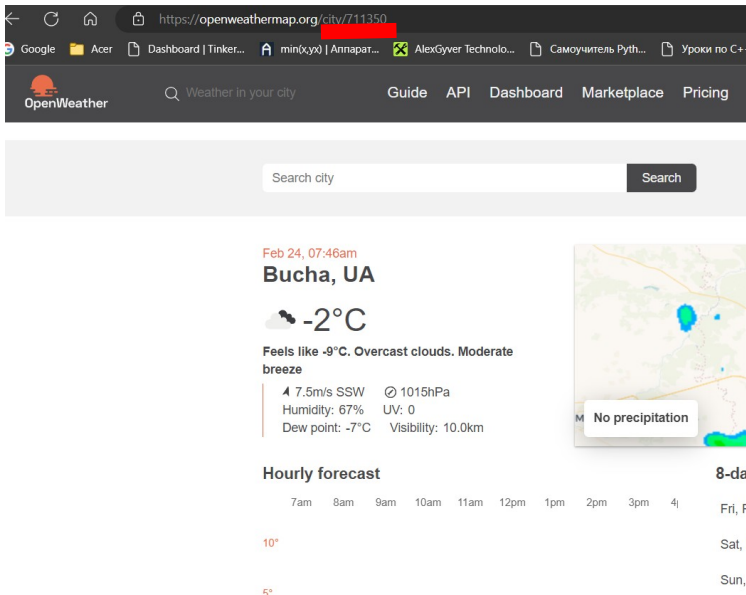 https://openweathermap.org/city/711350
Google Acer Dashboard | Tinker... min(x,yx) | Аппарат... AlexGyver Technolo... Самоучитель Pyth... Уроки по C+
OpenWeather
Weather in your city
Guide API Dashboard Marketplace Pricing
Search city
Search
Feb 24, 07:46am
Bucha, UA
-2°C
Feels like -9°C. Overcast clouds. Moderate
breeze
7.5m/s SSW 1015hPa
Humidity: 67% UV: 0
Dew point: -7°C Visibility: 10.0km
M
No precipitation
Hourly forecast
7am 8am 9am 10am 11am 12pm 1pm 2pm 3pm 4
10°
5°
8-da
Fri, F
Sat,
Sun,